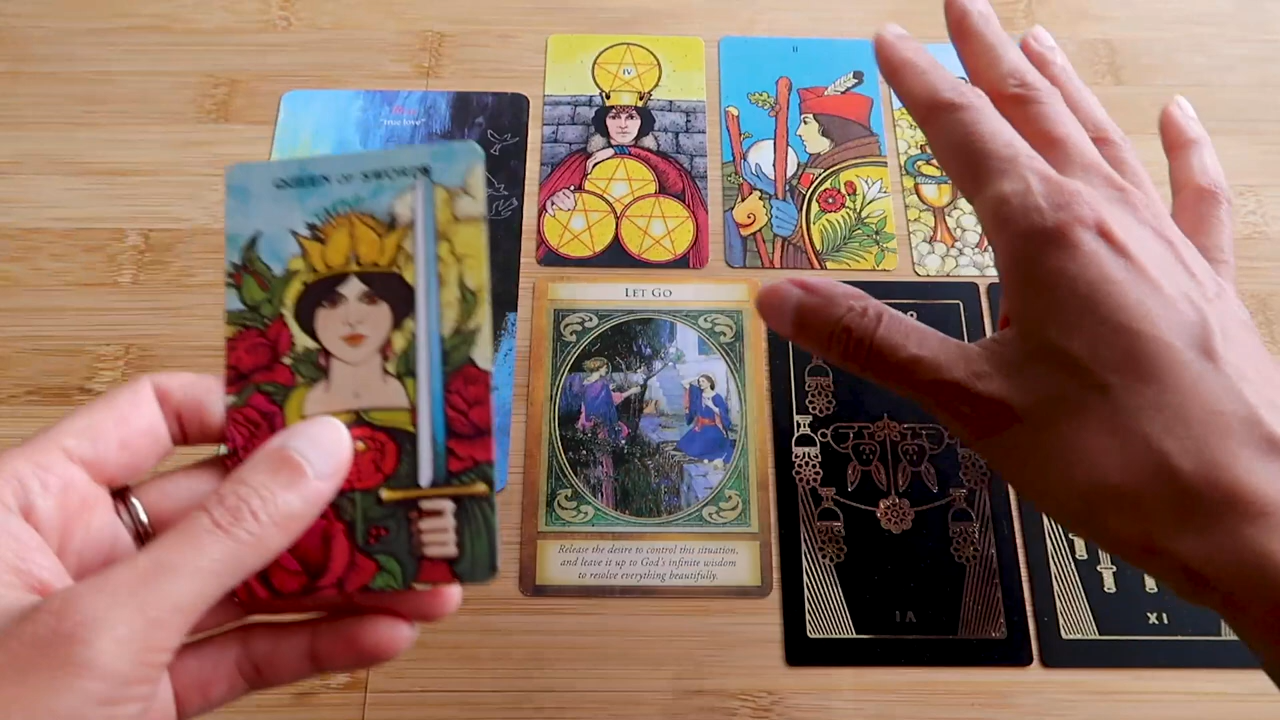 "true love"
IV
II
QUEEN OF SWORDS
LET GO
Release the desire to control this situation,
and leave it up to God's infinite wisdom
to resolve everything beautifully.
XI